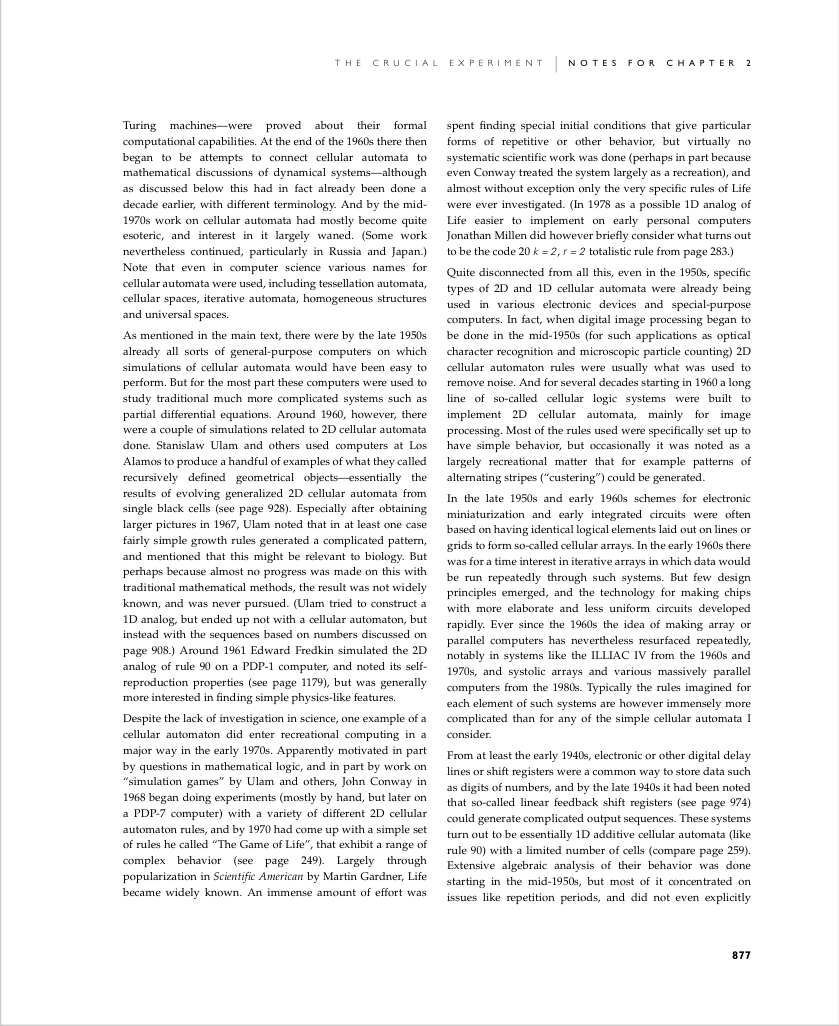 THE CRUCIAL EXPERIMENT | NOTES FOR CHAPTER 2
Turing machines—were proved about their formal
computational capabilities. At the end of the 1960s there then
began to be attempts to connect cellular automata to
mathematical discussions of dynamical systems—although
as discussed below this had in fact already been done a
decade earlier, with different terminology. And by the mid-
1970s work on cellular automata had mostly become quite
esoteric, and interest in it largely waned. (Some work
nevertheless continued, particularly in Russia and Japan.)
Note that even in computer science various names for
cellular automata were used, including tessellation automata,
cellular spaces, iterative automata, homogeneous structures
and universal spaces.
As mentioned in the main text, there were by the late 1950s
already all sorts of general-purpose computers on which
simulations of cellular automata would have been easy to
perform. But for the most part these computers were used to
study traditional much more complicated systems such as
partial differential equations. Around 1960, however, there
were a couple of simulations related to 2D cellular automata
done. Stanislaw Ulam and others used computers at Los
Alamos to produce a handful of examples of what they called
recursively defined geometrical objects—essentially the
results of evolving generalized 2D cellular automata from
single black cells (see page 928). Especially after obtaining
larger pictures in 1967, Ulam noted that in at least one case
fairly simple growth rules generated a complicated pattern,
and mentioned that this might be relevant to biology. But
perhaps because almost no progress was made on this with
traditional mathematical methods, the result was not widely
known, and was never pursued. (Ulam tried to construct a
1D analog, but ended up not with a cellular automaton, but
instead with the sequences based on numbers discussed on
page 908.) Around 1961 Edward Fredkin simulated the 2D
analog of rule 90 on a PDP-1 computer, and noted its self-
reproduction properties (see page 1179), but was generally
more interested in finding simple physics-like features.
Despite the lack of investigation in science, one example of a
cellular automaton did enter recreational computing in a
major way in the early 1970s. Apparently motivated in part
by questions in mathematical logic, and in part by work on
“simulation games” by Ulam and others, John Conway in
1968 began doing experiments (mostly by hand, but later on
a PDP-7 computer) with a variety of different 2D cellular
automaton rules, and by 1970 had come up with a simple set
of rules he called “The Game of Life”, that exhibit a range of
complex behavior (see page 249). Largely through
popularization in Scientific American by Martin Gardner, Life
became widely known. An immense amount of effort was
spent finding special initial conditions that give particular
forms of repetitive or other behavior, but virtually no
systematic scientific work was done (perhaps in part because
even Conway treated the system largely as a recreation), and
almost without exception only the very specific rules of Life
were ever investigated. (In 1978 as a possible 1D analog of
Life easier to implement on early personal computers
Jonathan Millen did however briefly consider what turns out
to be the code 20 k = 2, r = 2 totalistic rule from page 283.)
Quite disconnected from all this, even in the 1950s, specific
types of 2D and 1D cellular automata were already being
used in various electronic devices and special-purpose
computers. In fact, when digital image processing began to
be done in the mid-1950s (for such applications as optical
character recognition and microscopic particle counting) 2D
cellular automaton rules were usually what was used to
remove noise. And for several decades starting in 1960 a long
line of so-called cellular logic systems were built to
implement 2D cellular automata, mainly for image
processing. Most of the rules used were specifically set up to
have simple behavior, but occasionally it was noted as a
largely recreational matter that for example patterns of
alternating stripes (“custering”) could be generated.
In the late 1950s and early 1960s schemes for electronic
miniaturization and early integrated circuits were often
based on having identical logical elements laid out on lines or
grids to form so-called cellular arrays. In the early 1960s there
was for a time interest in iterative arrays in which data would
be run repeatedly through such systems. But few design
principles emerged, and the technology for making chips
with more elaborate and less uniform circuits developed
rapidly. Ever since the 1960s the idea of making array or
parallel computers has nevertheless resurfaced repeatedly,
notably in systems like the ILLIAC IV from the 1960s and
1970s, and systolic arrays and various massively parallel
computers from the 1980s. Typically the rules imagined for
each element of such systems are however immensely more
complicated than for any of the simple cellular automata I
consider.
From at least the early 1940s, electronic or other digital delay
lines or shift registers were a common way to store data such
as digits of numbers, and by the late 1940s it had been noted
that so-called linear feedback shift registers (see page 974)
could generate complicated output sequences. These systems
turn out to be essentially 1D additive cellular automata (like
rule 90) with a limited number of cells (compare page 259).
Extensive algebraic analysis of their behavior was done
starting in the mid-1950s, but most of it concentrated on
issues like repetition periods, and did not even explicitly
877